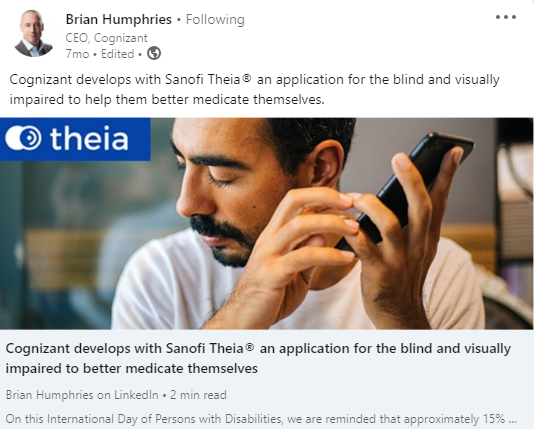 Brian Humphries • Following
CEO, Cognizant
7mo • Edited •
Cognizant develops with Sanofi Theia® an application for the blind and visually
impaired to help them better medicate themselves.
theia
Cognizant develops with Sanofi Theia® an application for the blind and visually
impaired to better medicate themselves
Brian Humphries on LinkedIn • 2 min read
On this International Day of Persons with Disabilities, we are reminded that approximately 15% ...